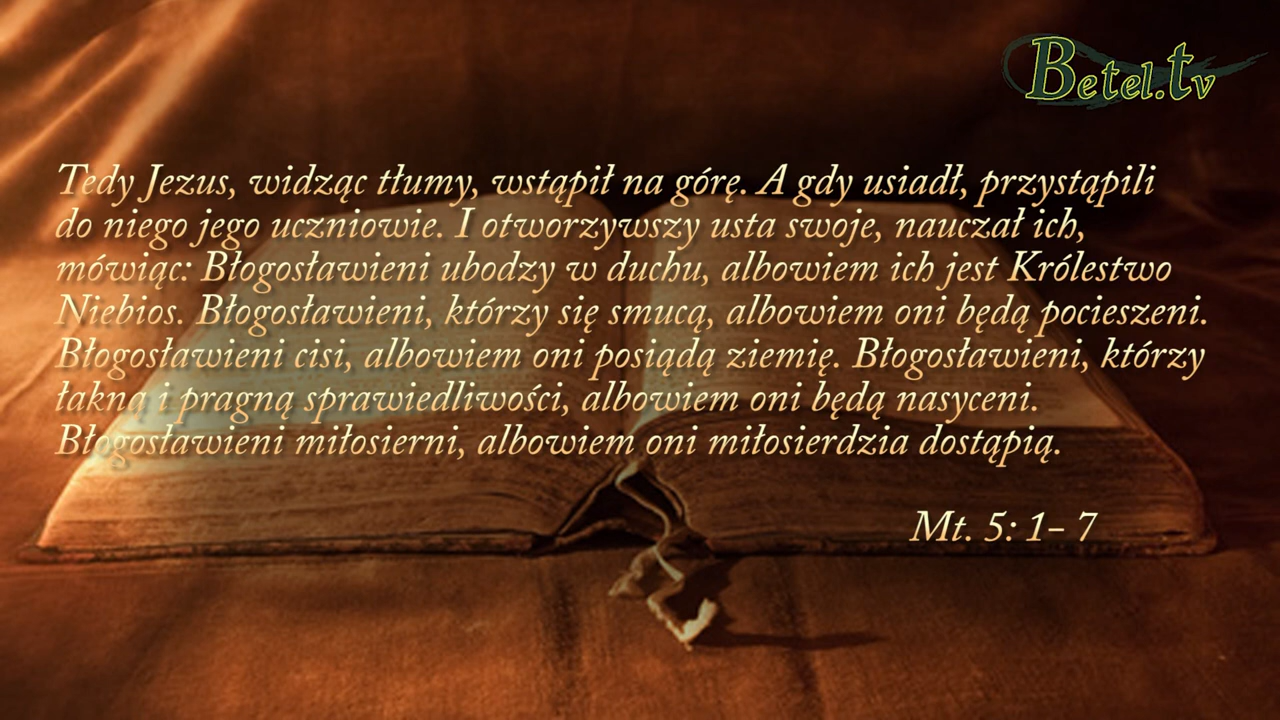 Betel.tv
Tedy Jezus, widząc tłumy, wstąpił na górę. A gdy usiadł, przystąpili
do niego jego uczniowie. I otworzywszy usta swoje, nauczał ich,
mówiąc: Błogosławieni ubodzy w duchu, albowiem ich jest Królestwo
Niebios. Błogosławieni, którzy się smucą, albowiem oni będą pocieszeni.
Błogosławieni cisi, albowiem oni posiądą ziemię. Błogosławieni, którzy
łakną i pragną sprawiedliwości, albowiem oni będą nasyceni.
Błogosławieni miłosierni, albowiem oni miłosierdzia dostąpią.
Mt. 5: 1– 7